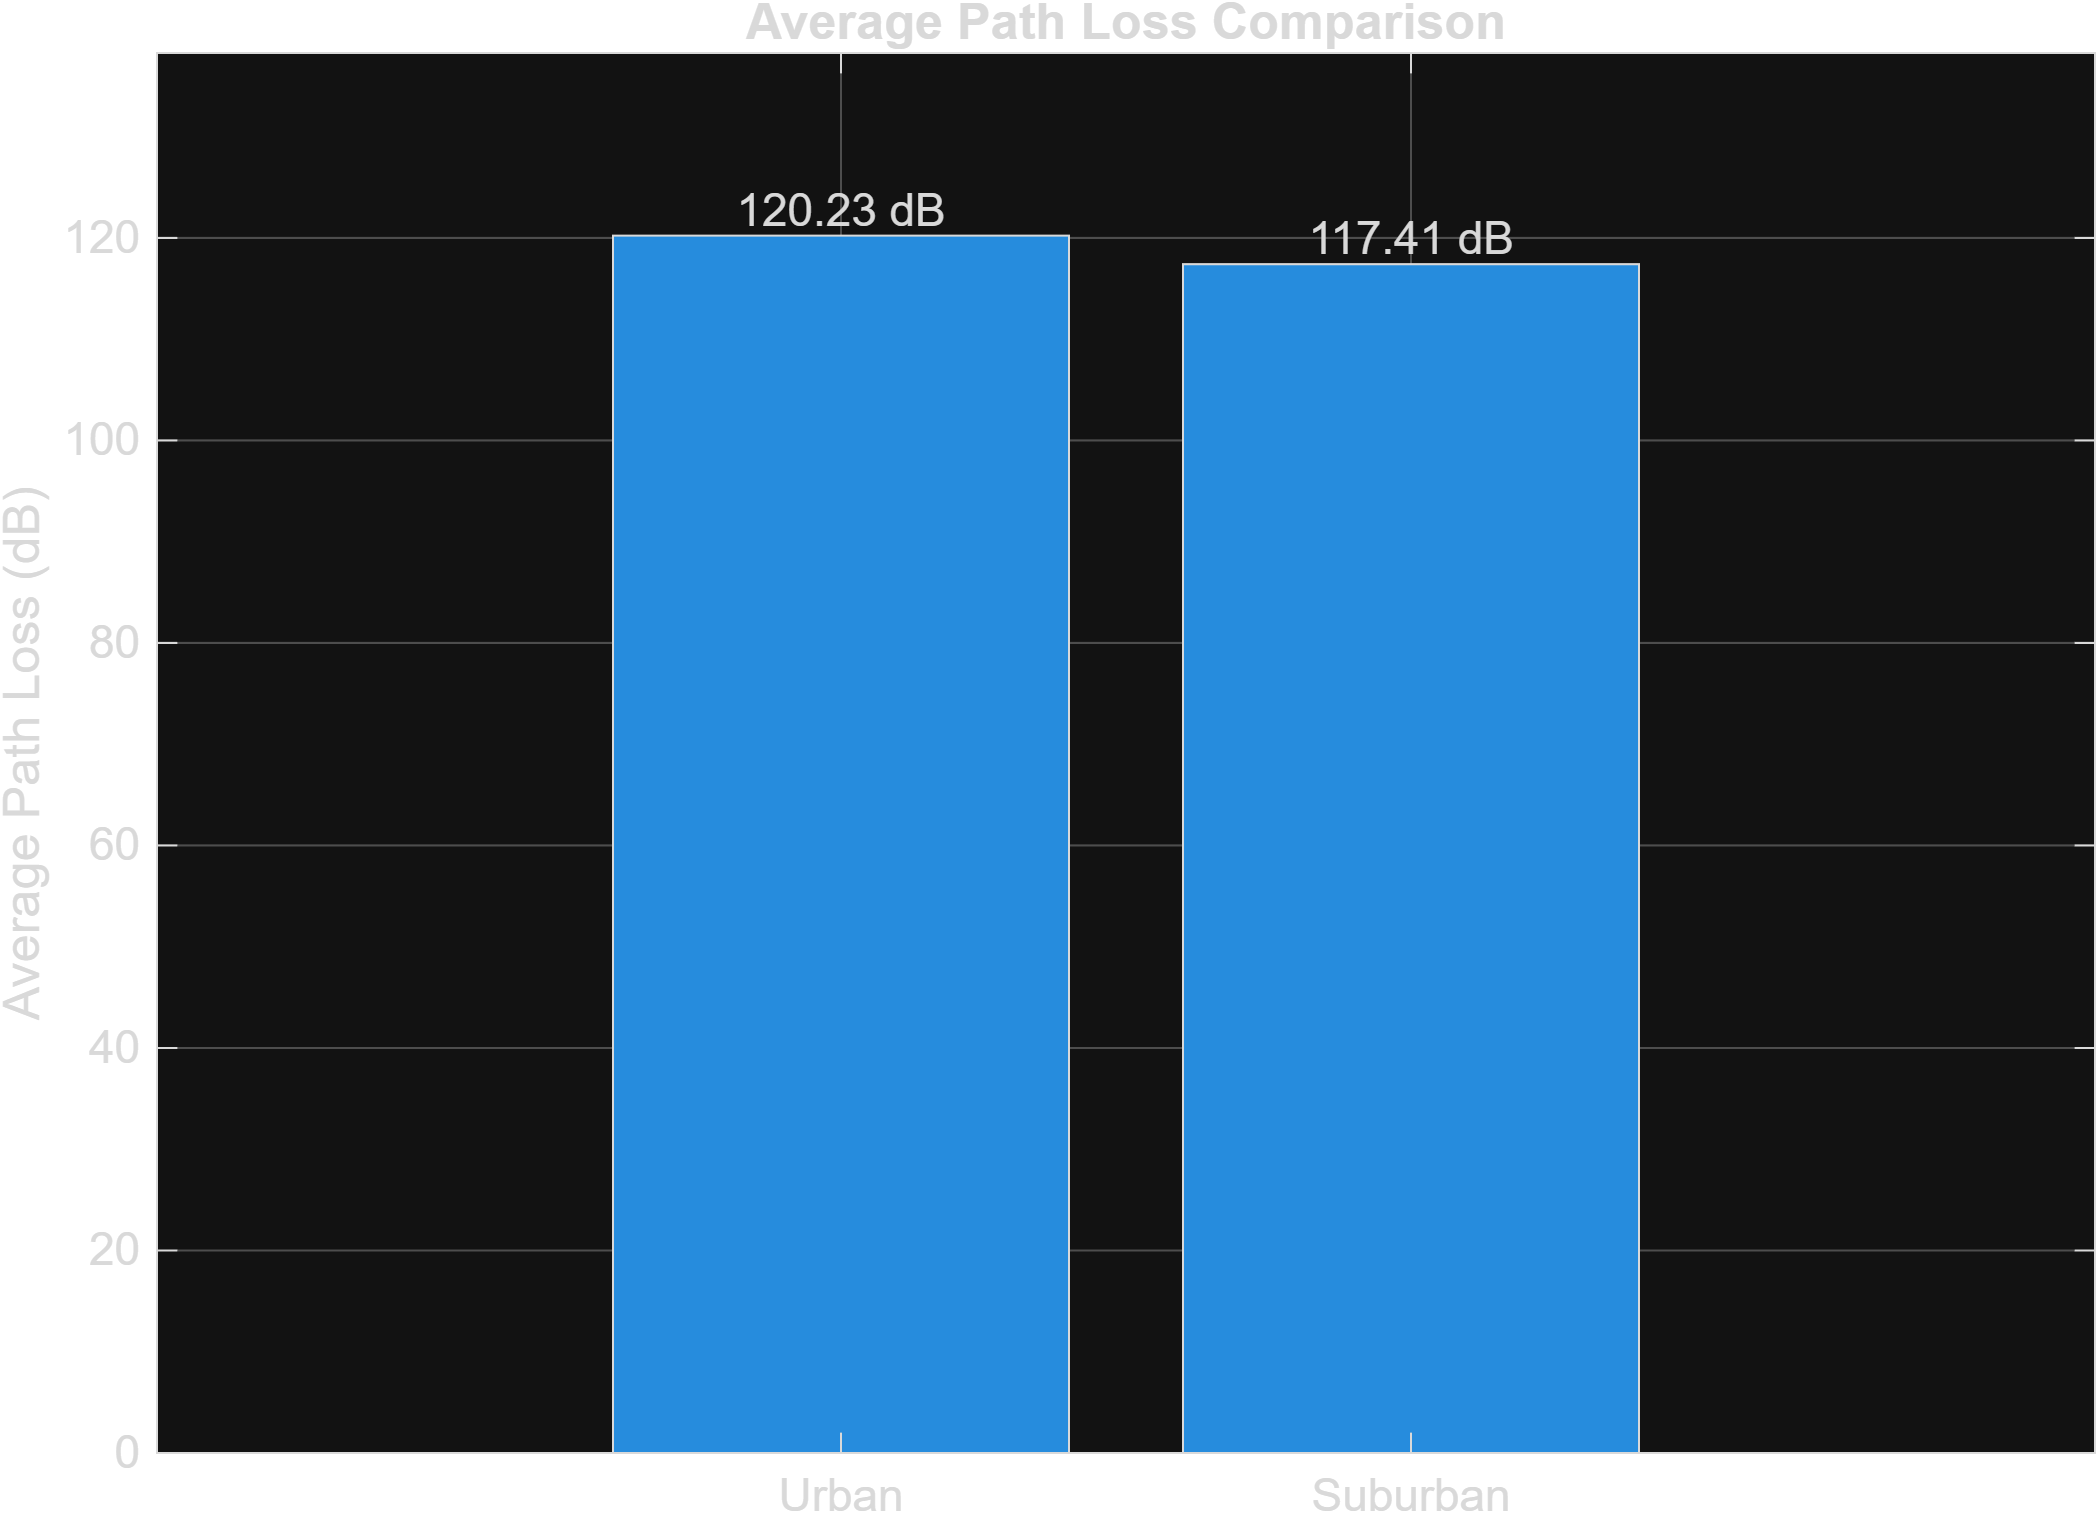 Average Path Loss Comparison
Average Path Loss (dB)
120
100
80
60
40
20
0
120.23 dB
117.41 dB
Urban
Suburban